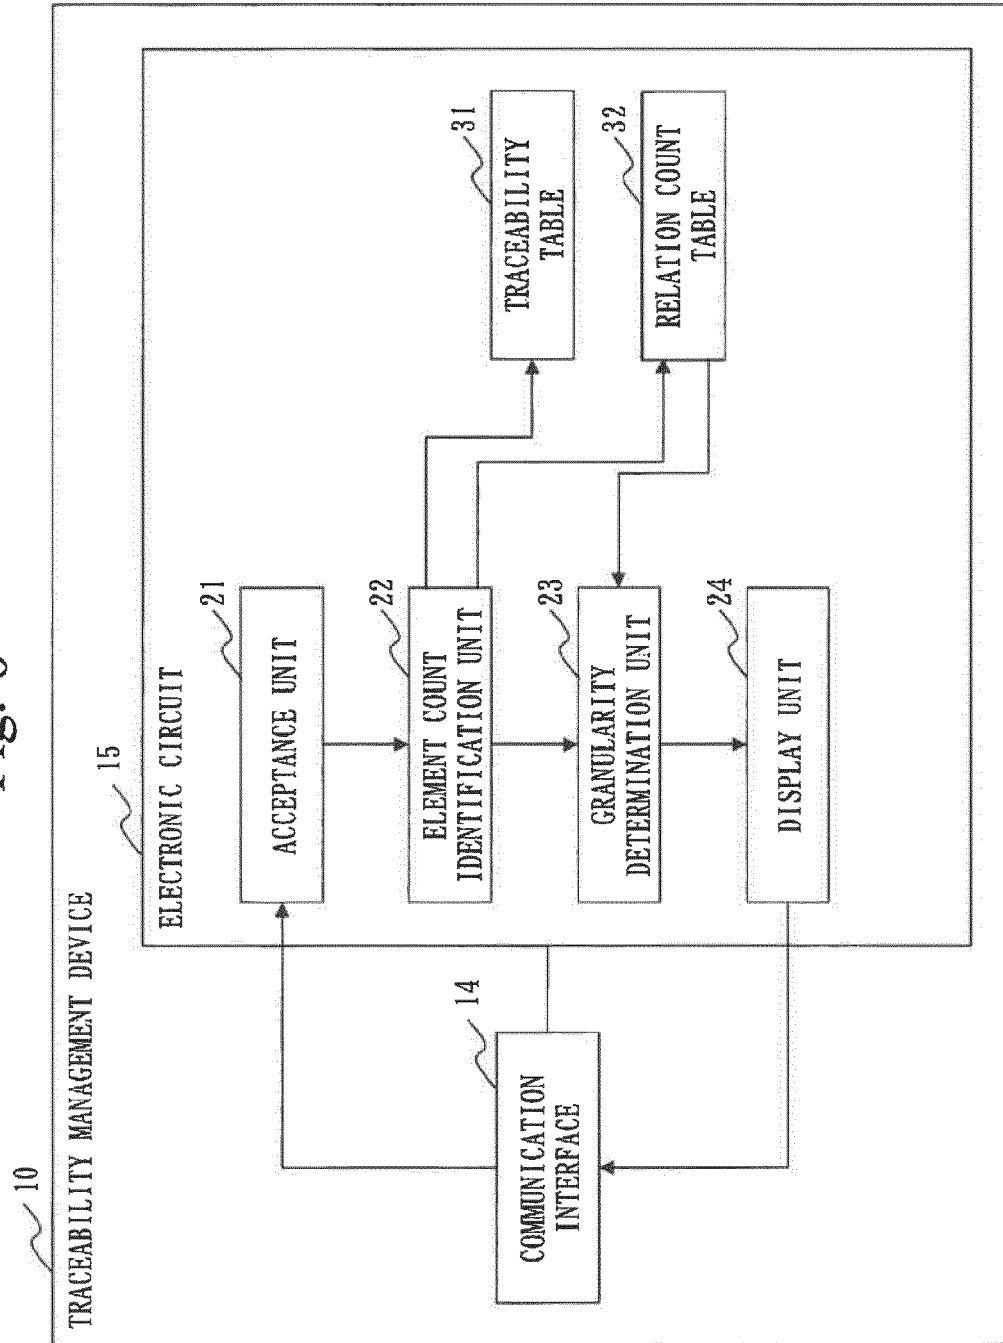 10
TRACEABILITY MANAGEMENT DEVICE
15
ELECTRONIC CIRCUIT
14
COMMUNICATION
INTERFACE
21
ACCEPTANCE UNIT
22
ELEMENT COUNT
IDENTIFICATION UNIT
23
GRANULARITY
DETERMINATION UNIT
24
DISPLAY UNIT
31
TRACEABILITY
TABLE
32
RELATION COUNT
TABLE